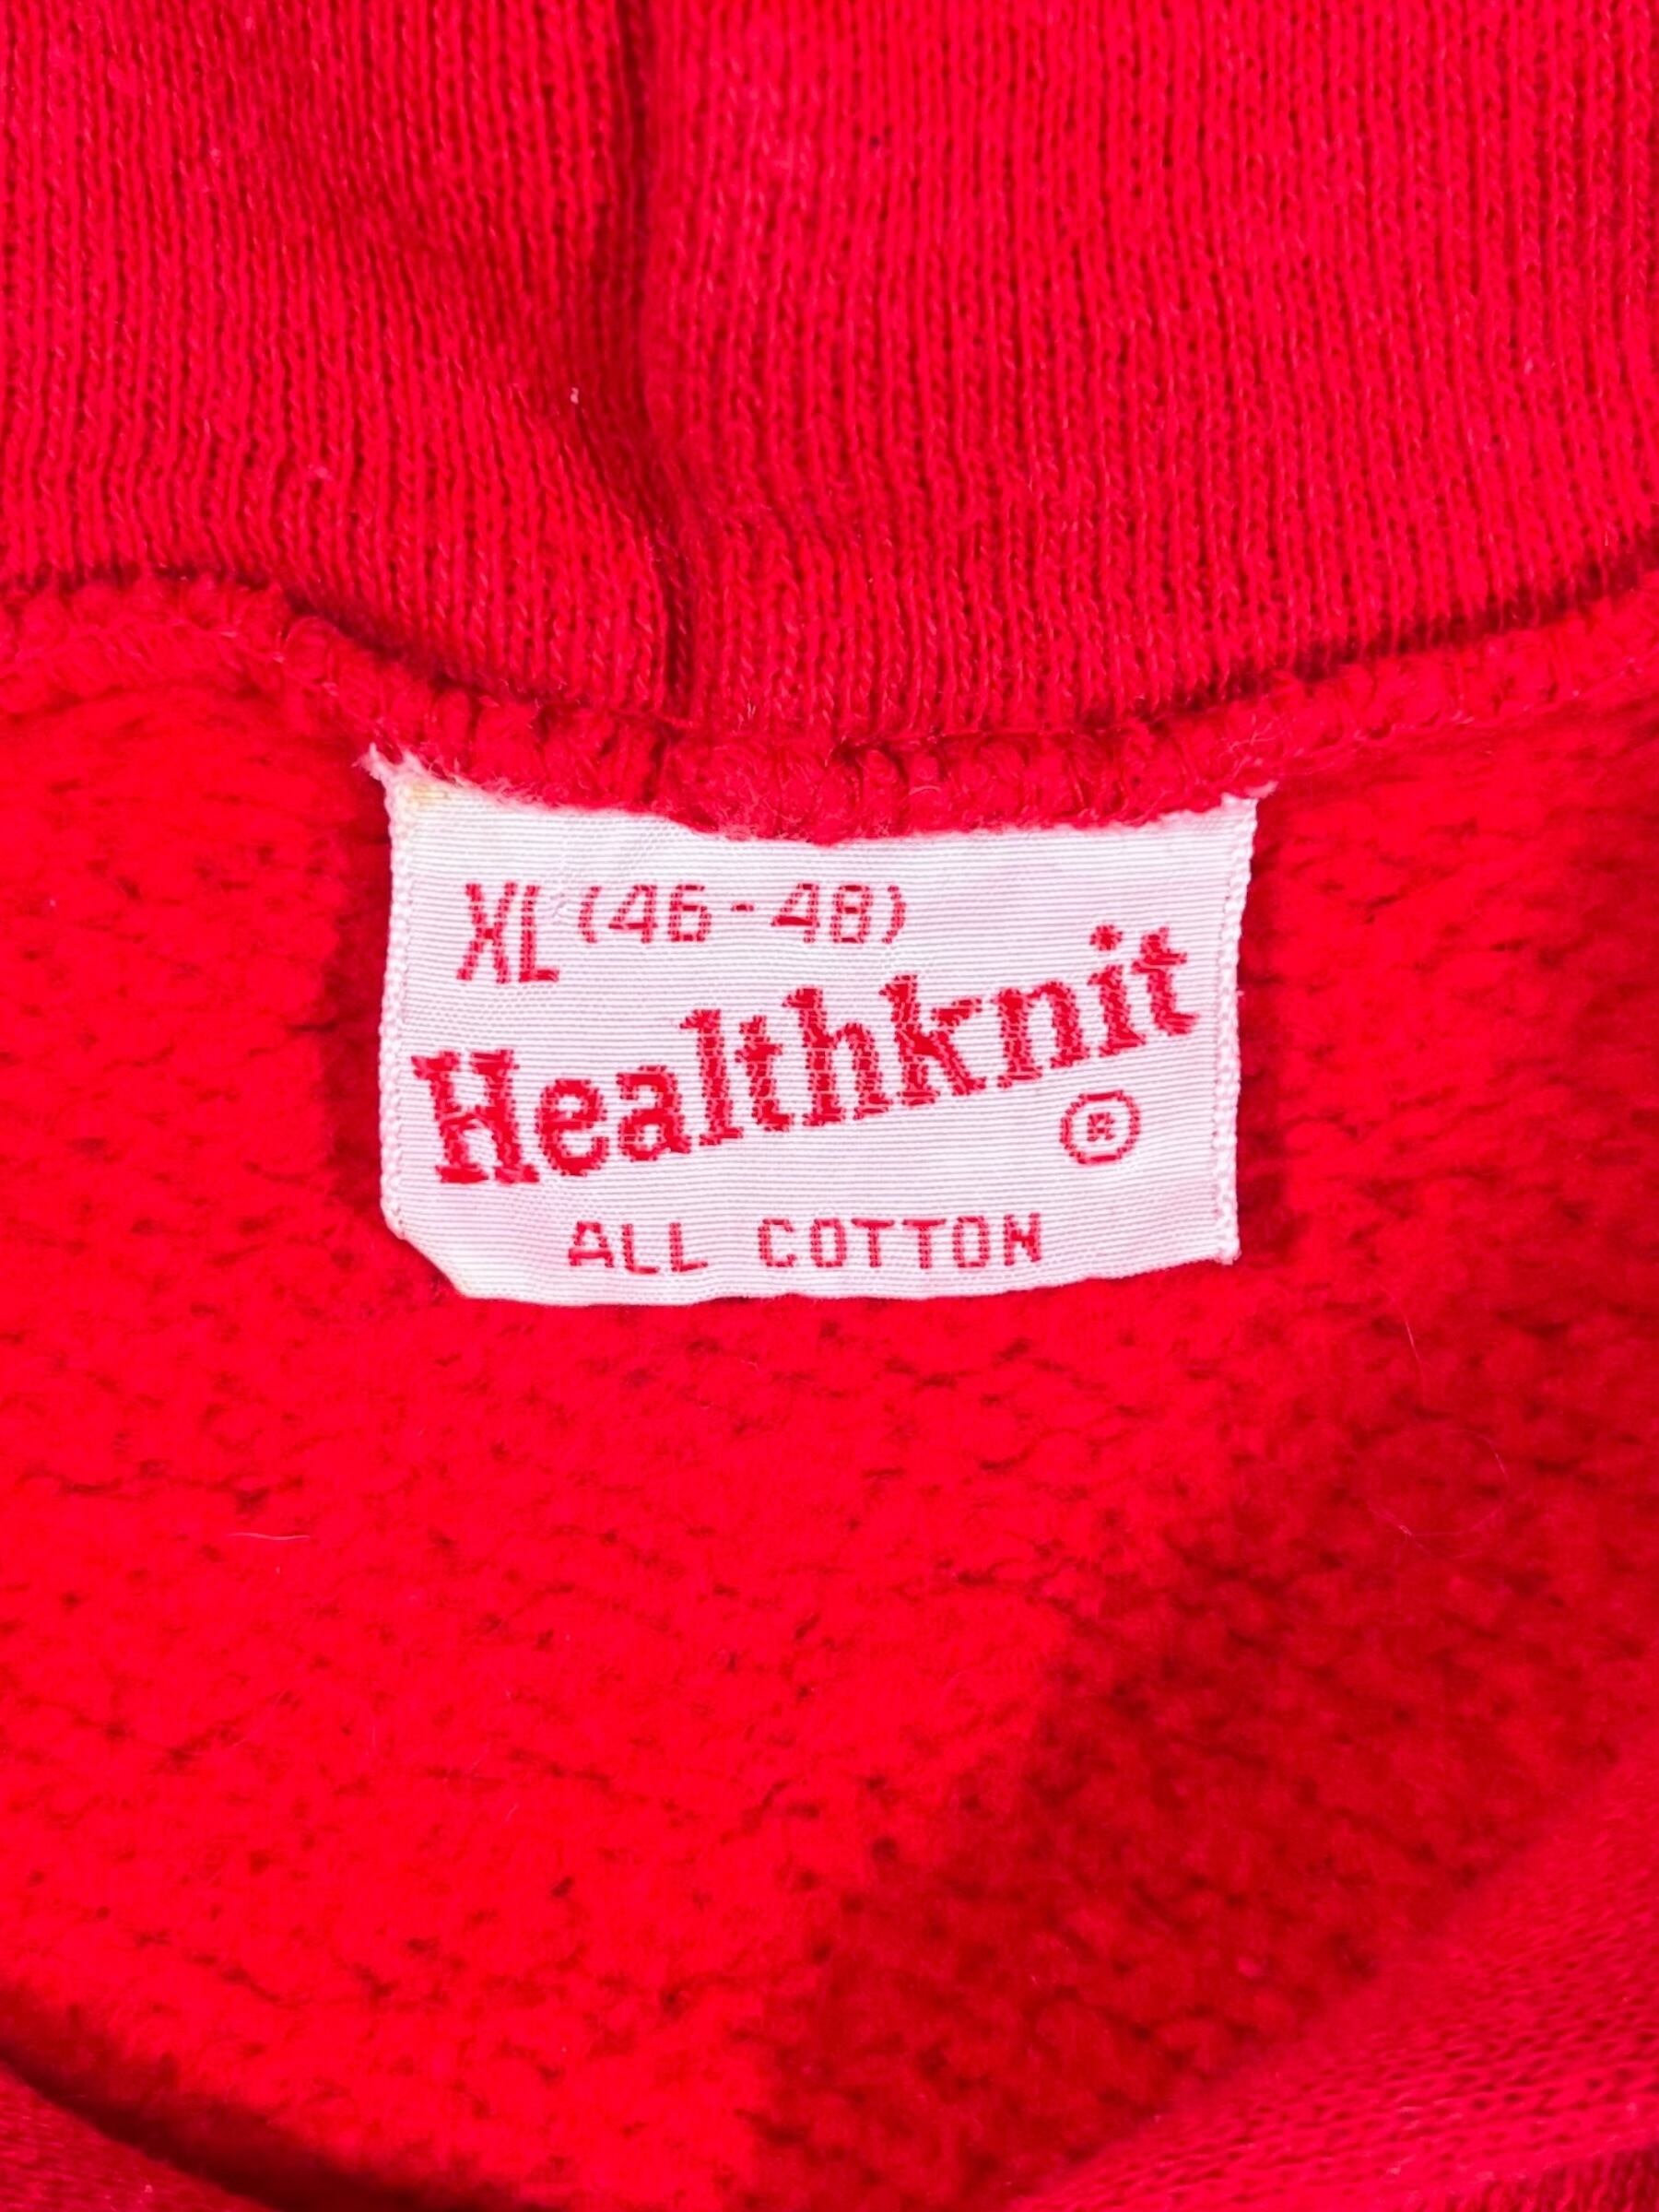 XL (46-48)
Healthknit
®
ALL COTTON